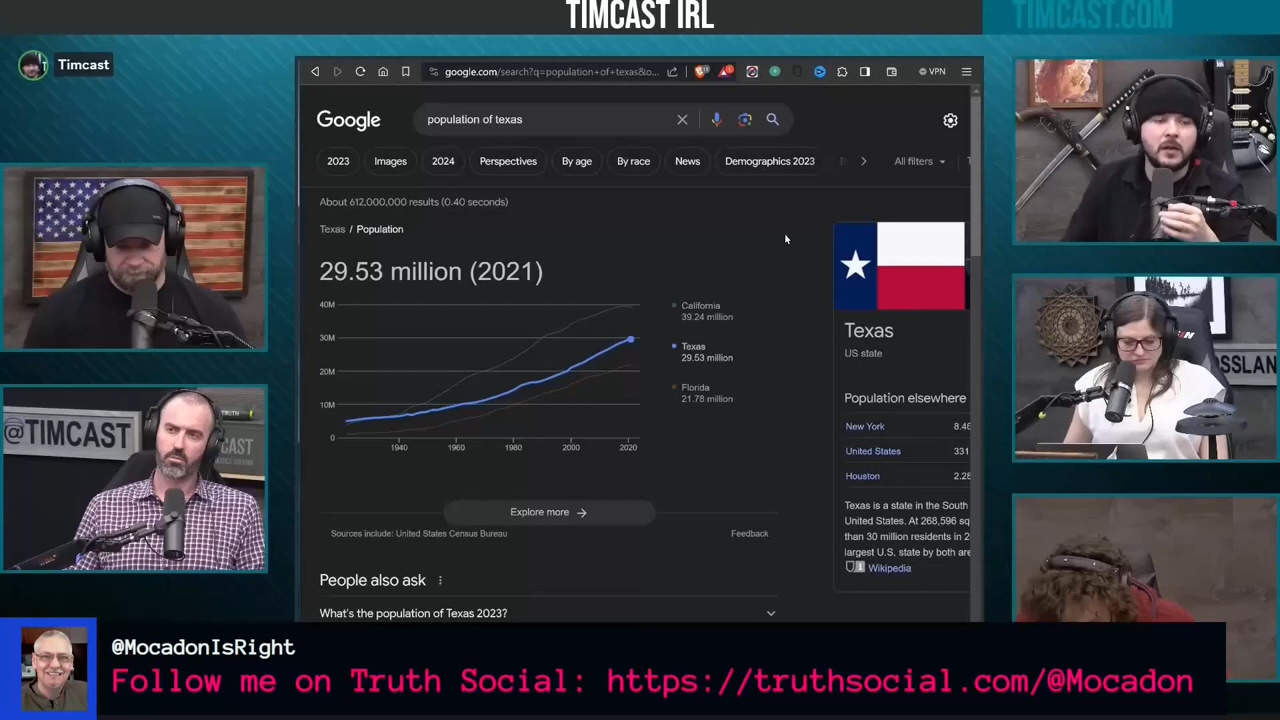 TIMCAST IRL
TIMCAST.COM
Timcast
google.com/search?q=population+of+texas&o...
VPN
Google
population of texas
2023
Images
2024
Perspectives
By age
By race
News
Demographics 2023
All filters
About 612,000,000 results (0.40 seconds)
Texas / Population
29.53 million (2021)
40M
30M
20M
10M
0
1940
1960
1980
2000
2020
California
39.24 million
Texas
29.53 million
Florida
21.78 million
Explore more
Sources include: United States Census Bureau
Feedback
People also ask
What's the population of Texas 2023?
Texas
US state
Population elsewhere
New York
8.46
United States
331
Houston
2.28
Texas is a state in the South
United States. At 268,596 sq
than 30 million residents in 2
largest U.S. state by both are
Wikipedia
@TIMCAST
TRUTH
CAST
OSSLAN
@MocadonIsRight
Follow me on Truth Social: https://truthsocial.com/@Mocadon